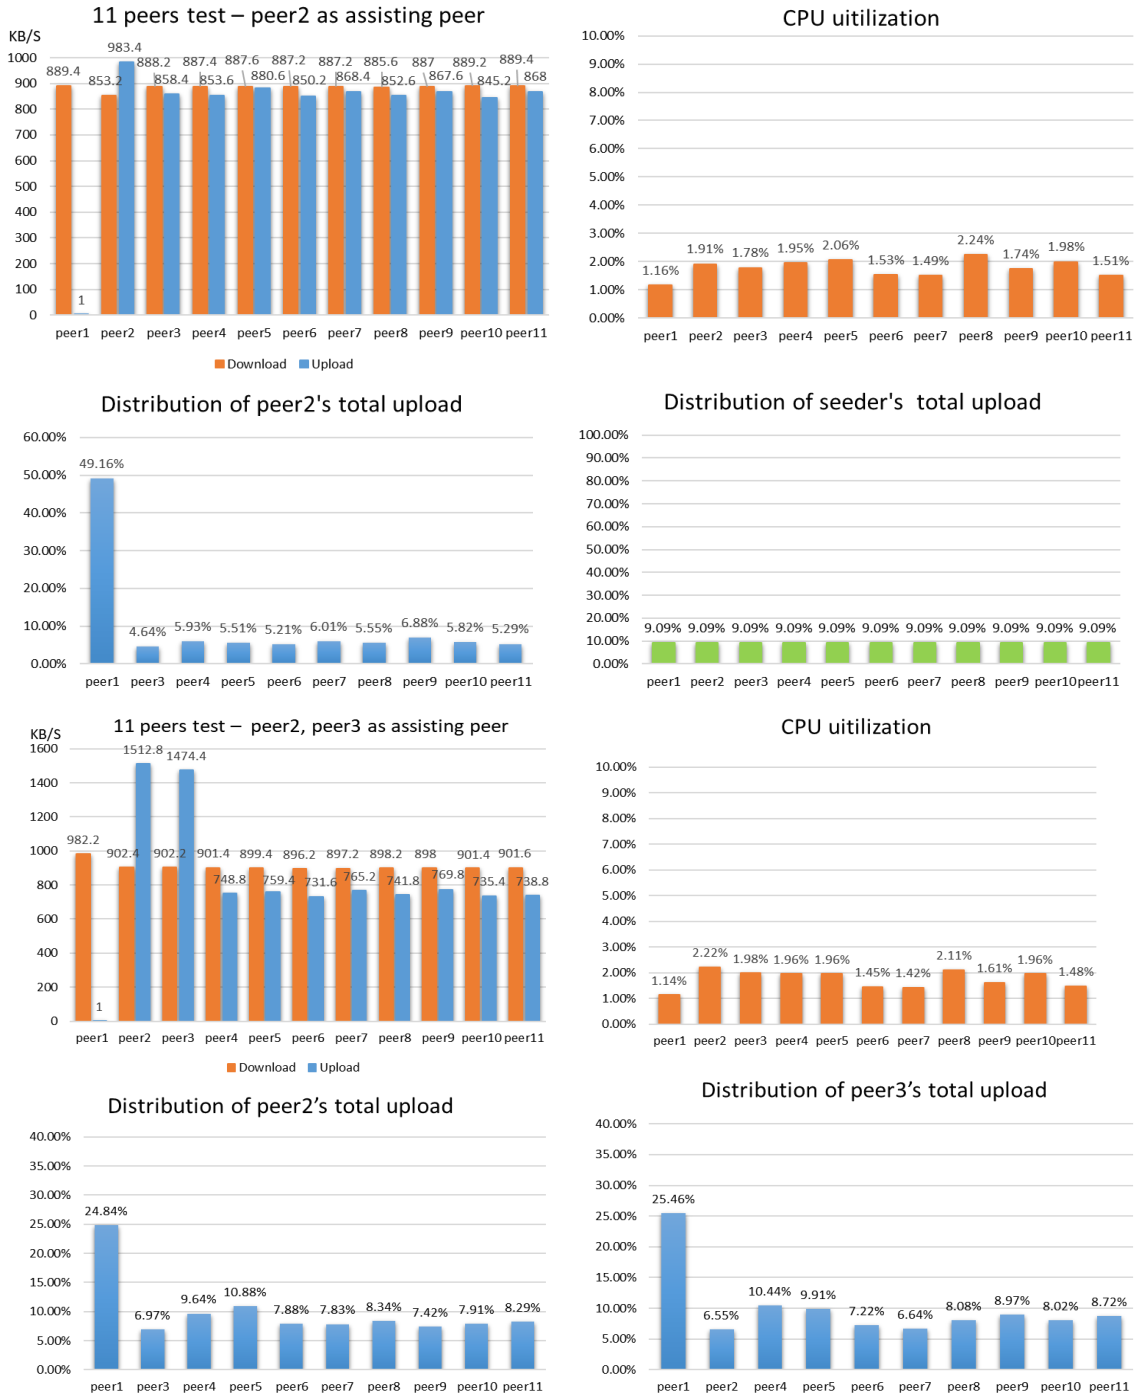 11 peers test – peer2 as assisting peer
KB/S
1000
900
800
700
600
500
400
300
200
100
0
889.4 853.2 983.4 888.2 858.4 887.4 853.6 887.6 880.6 887.2 850.2 887.2 868.4 885.6 852.6 887 867.6 889.2 845.2 889.4 868
1
peer1 peer2 peer3 peer4 peer5 peer6 peer7 peer8 peer9 peer10 peer11
Download Upload
CPU uitilization
10.00%
9.00%
8.00%
7.00%
6.00%
5.00%
4.00%
3.00%
2.00%
1.00%
0.00%
1.16% 1.91% 1.78% 1.95% 2.06% 1.53% 1.49% 2.24% 1.74% 1.98% 1.51%
peer1 peer2 peer3 peer4 peer5 peer6 peer7 peer8 peer9 peer10 peer11
Distribution of peer2's total upload
60.00%
50.00%
40.00%
30.00%
20.00%
10.00%
0.00%
49.16% 4.64% 5.93% 5.51% 5.21% 6.01% 5.55% 6.88% 5.82% 5.29%
peer1 peer3 peer4 peer5 peer6 peer7 peer8 peer9 peer10 peer11
Distribution of seeder's total upload
100.00%
90.00%
80.00%
70.00%
60.00%
50.00%
40.00%
30.00%
20.00%
10.00%
0.00%
9.09% 9.09% 9.09% 9.09% 9.09% 9.09% 9.09% 9.09% 9.09% 9.09% 9.09%
peer1 peer2 peer3 peer4 peer5 peer6 peer7 peer8 peer9 peer10 peer11
11 peers test – peer2, peer3 as assisting peer
KB/S
1600
1400
1200
1000
800
600
400
200
0
982.2 902.4 1512.8 902.2 1474.4 901.4 748.8 899.4 759.4 896.2 731.6 897.2 765.2 898.2 741.8 898 769.8 901.4 735.4 901.6 738.8
1
peer1 peer2 peer3 peer4 peer5 peer6 peer7 peer8 peer9 peer10 peer11
Download Upload
CPU uitilization
10.00%
9.00%
8.00%
7.00%
6.00%
5.00%
4.00%
3.00%
2.00%
1.00%
0.00%
1.14% 2.22% 1.98% 1.96% 1.96% 1.45% 1.42% 2.11% 1.61% 1.96% 1.48%
peer1 peer2 peer3 peer4 peer5 peer6 peer7 peer8 peer9 peer10 peer11
Distribution of peer2’s total upload
40.00%
35.00%
30.00%
25.00%
20.00%
15.00%
10.00%
5.00%
0.00%
24.84% 6.97% 9.64% 10.88% 7.88% 7.83% 8.34% 7.42% 7.91% 8.29%
peer1 peer3 peer4 peer5 peer6 peer7 peer8 peer9 peer10 peer11
Distribution of peer3’s total upload
40.00%
35.00%
30.00%
25.00%
20.00%
15.00%
10.00%
5.00%
0.00%
25.46% 6.55% 10.44% 9.91% 7.22% 6.64% 8.08% 8.97% 8.02% 8.72%
peer1 peer2 peer4 peer5 peer6 peer7 peer8 peer9 peer10 peer11